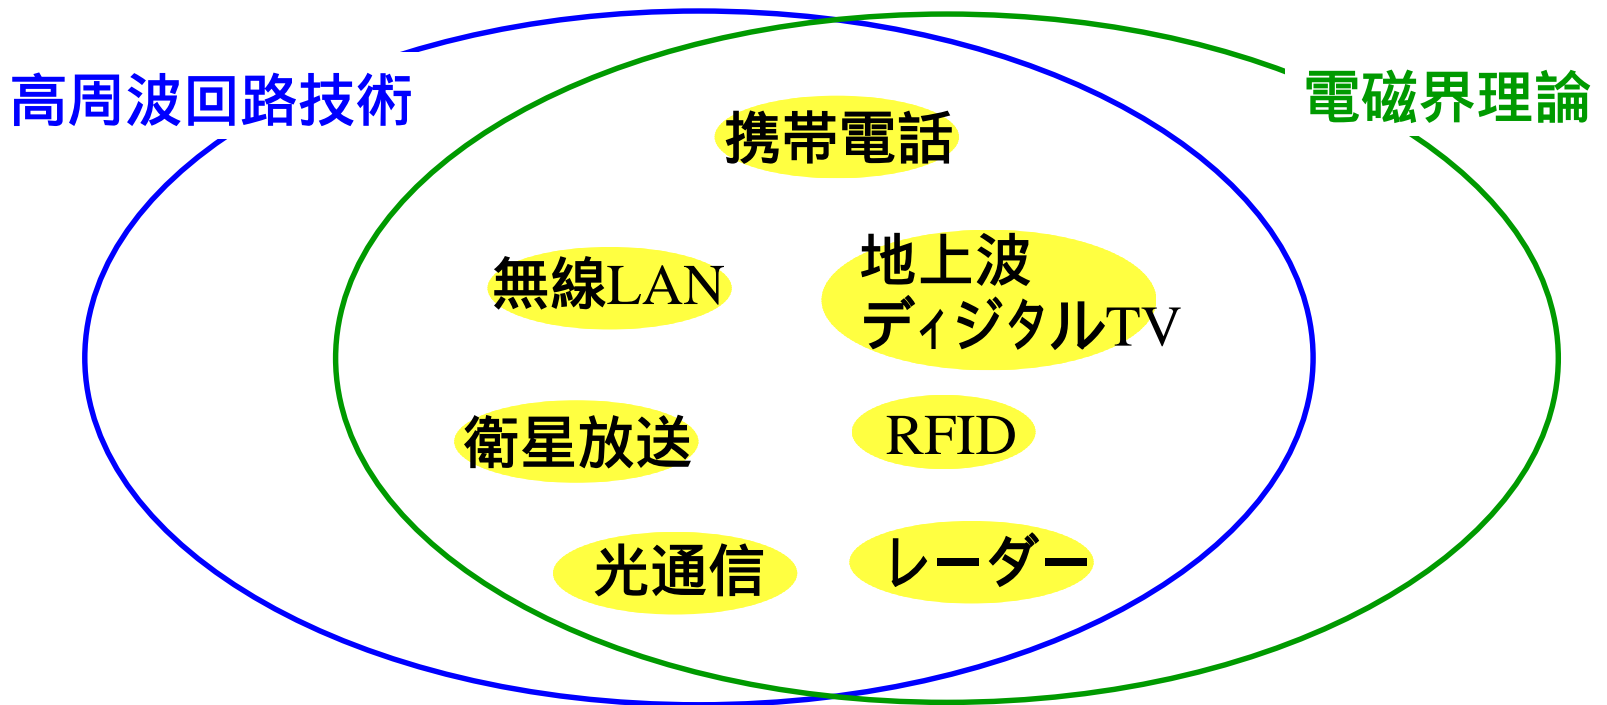 高周波回路技術
電磁界理論
携帯電話
無線LAN
地上波
ディジタルTV
衛星放送
RFID
光通信
レーダー